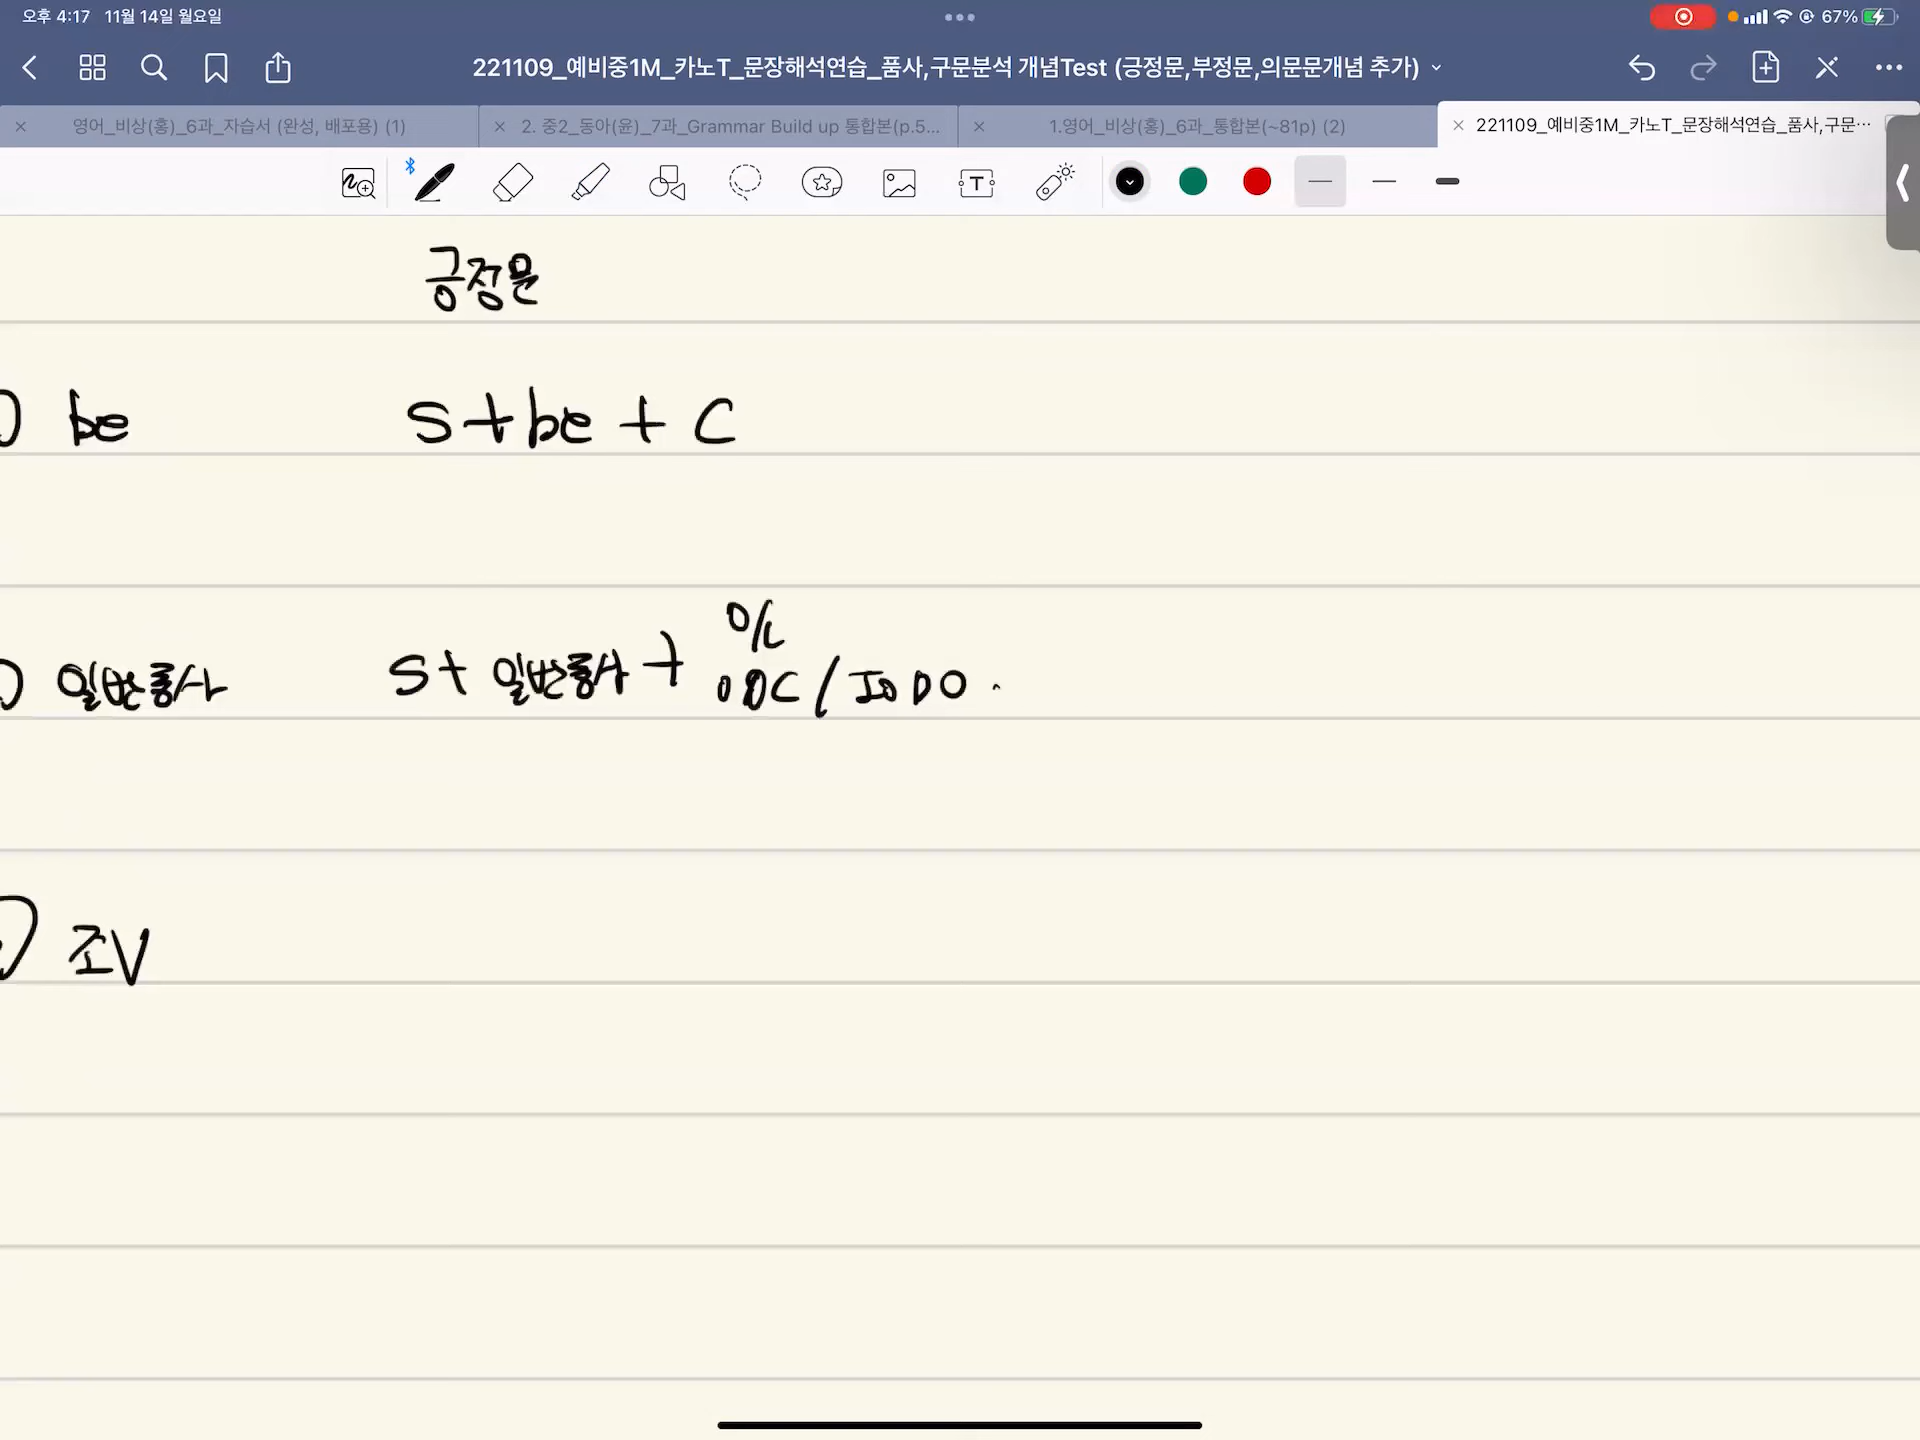 오후 4:17 11월 14일 월요일
67%
221109_예비중1M_카노T_문장해석연습_품사,구문분석 개념Test (긍정문,부정문,의문문개념 추가)
영어_비상(홍)_6과_자습서 (완성, 배포용) (1)
2. 중2_동아(윤)_7과_Grammar Build up 통합본(p.5...
1.영어_비상(홍)_6과_통합본(~81p) (2)
221109_예비중1M_카노T_문장해석연습_품사,구문…
T
긍정문
be S+be + C
O/C
일반동사 S+ 일반동사 + OOC / IO DO .
조V